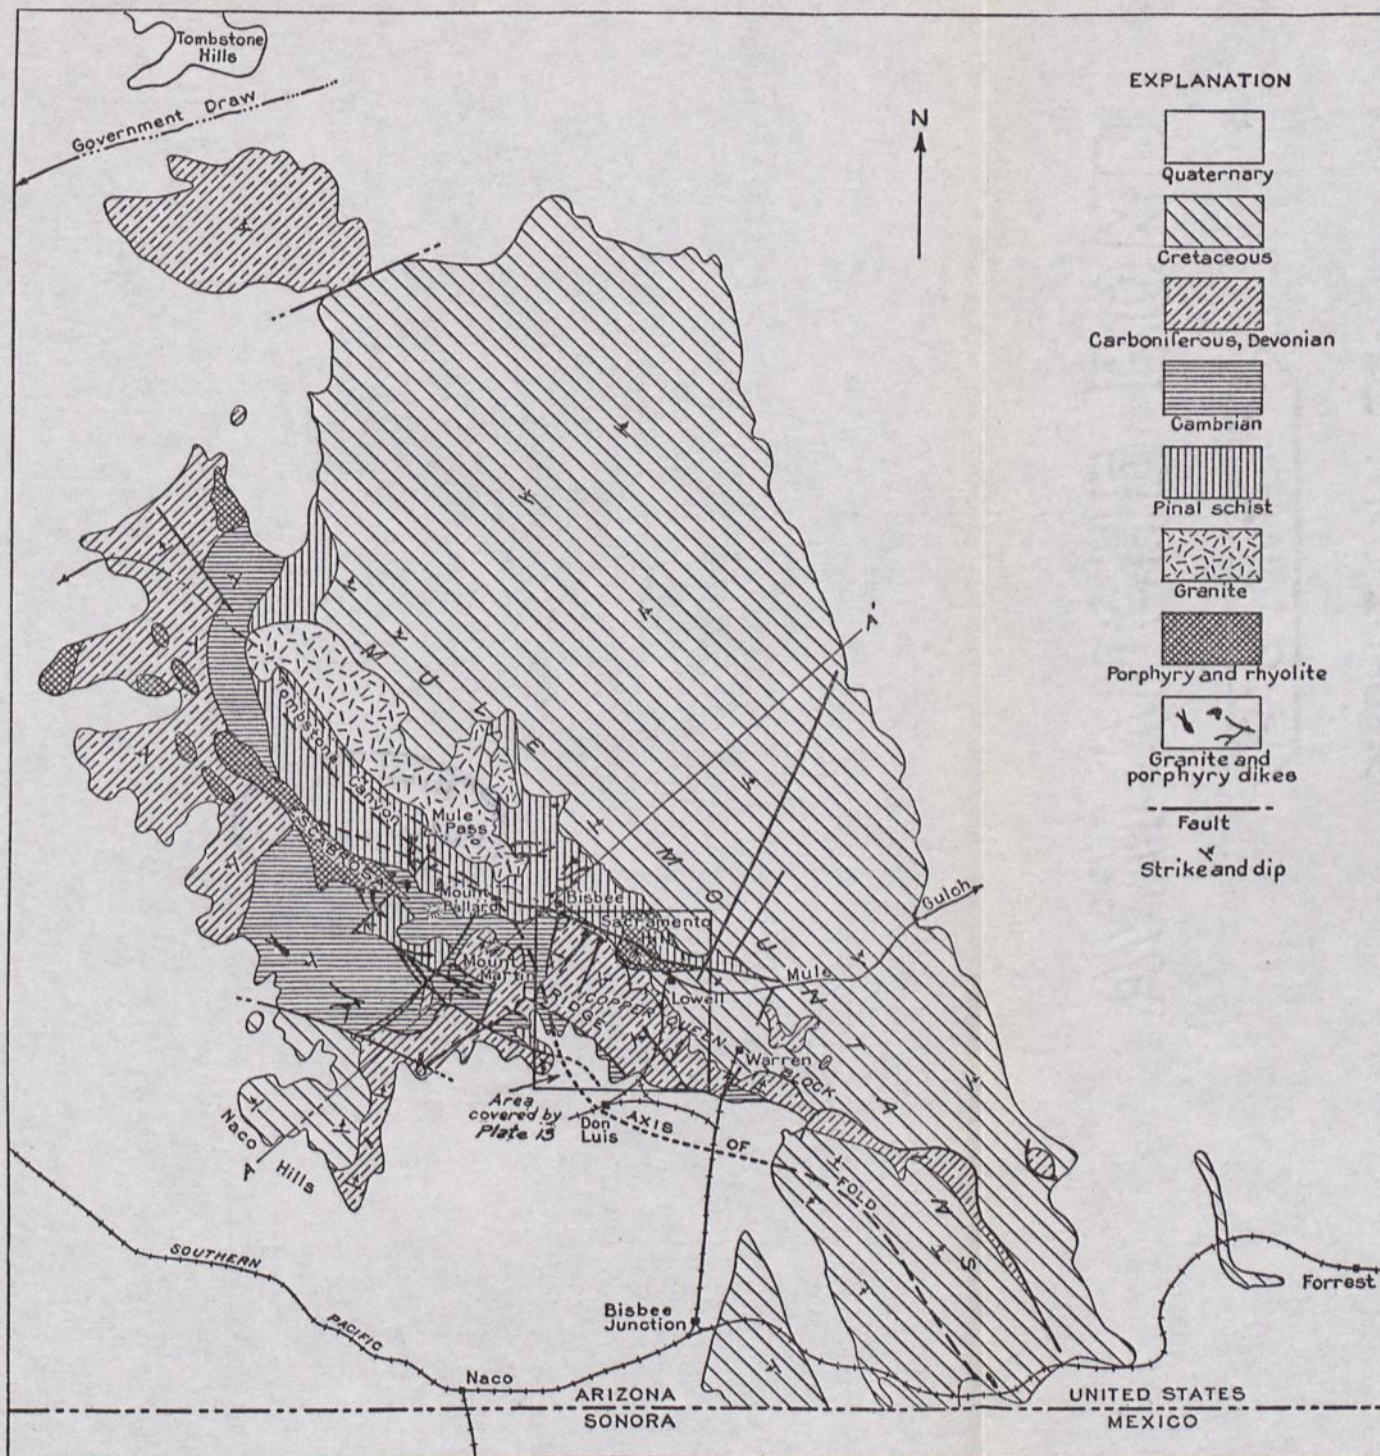 Tombstone
Hills
Government Draw
N
EXPLANATION
Quaternary
Cretaceous
Carboniferous, Devonian
Cambrian
Pinal schist
Granite
Porphyry and rhyolite
Granite and
porphyry dikes
Fault
Strike and dip
MULE MOUNTAINS
A'
Tombstone Canyon
Mule
Pass
ESCABROSA
RIDGE
Mount
Ballard
Bisbee
Sacramento
Hill
Mount
Martin
Mule Gulch
Lowell
COPPER QUEEN BLOCK
Warren
Area
covered by
Plate 13
Don
Luis
AXIS OF FOLD
Naco Hills
A
SOUTHERN PACIFIC
Bisbee
Junction
Forrest
Naco
ARIZONA
UNITED STATES
SONORA
MEXICO